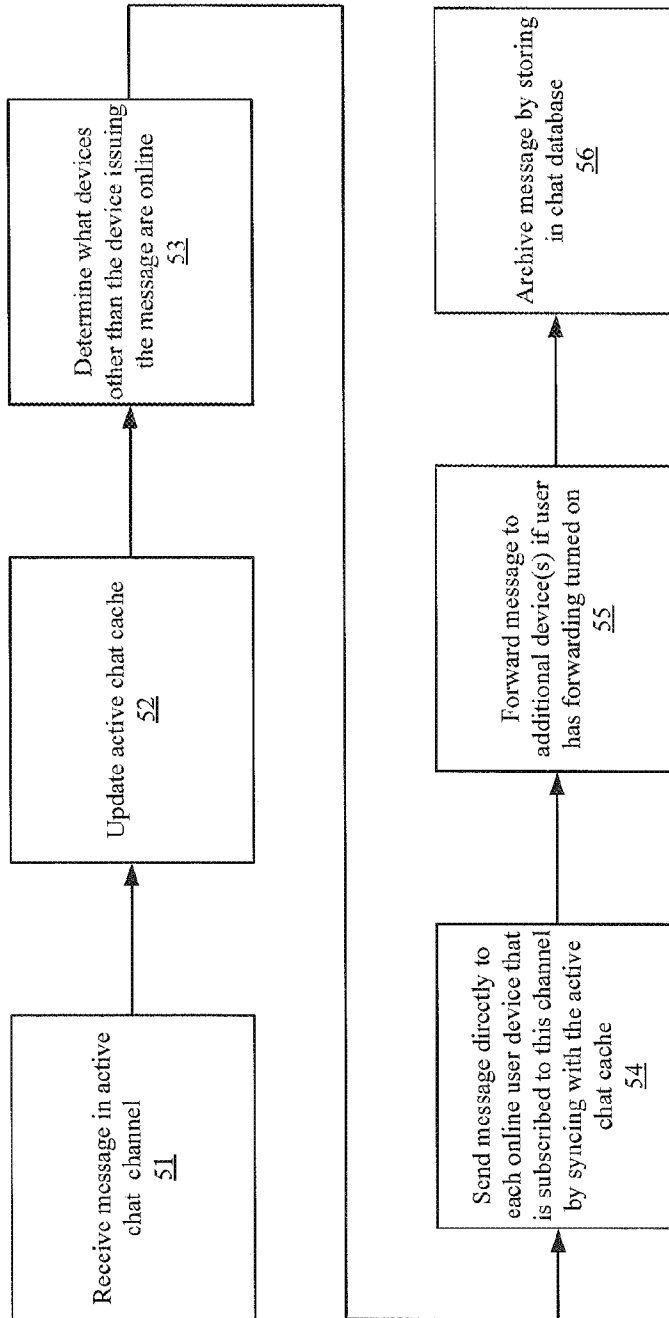 Receive message in active
chat channel
51
Update active chat cache
52
Determine what devices
other than the device issuing
the message are online
53
Send message directly to
each online user device that
is subscribed to this channel
by syncing with the active
chat cache
54
Forward message to
additional device(s) if user
has forwarding turned on
55
Archive message by storing
in chat database
56